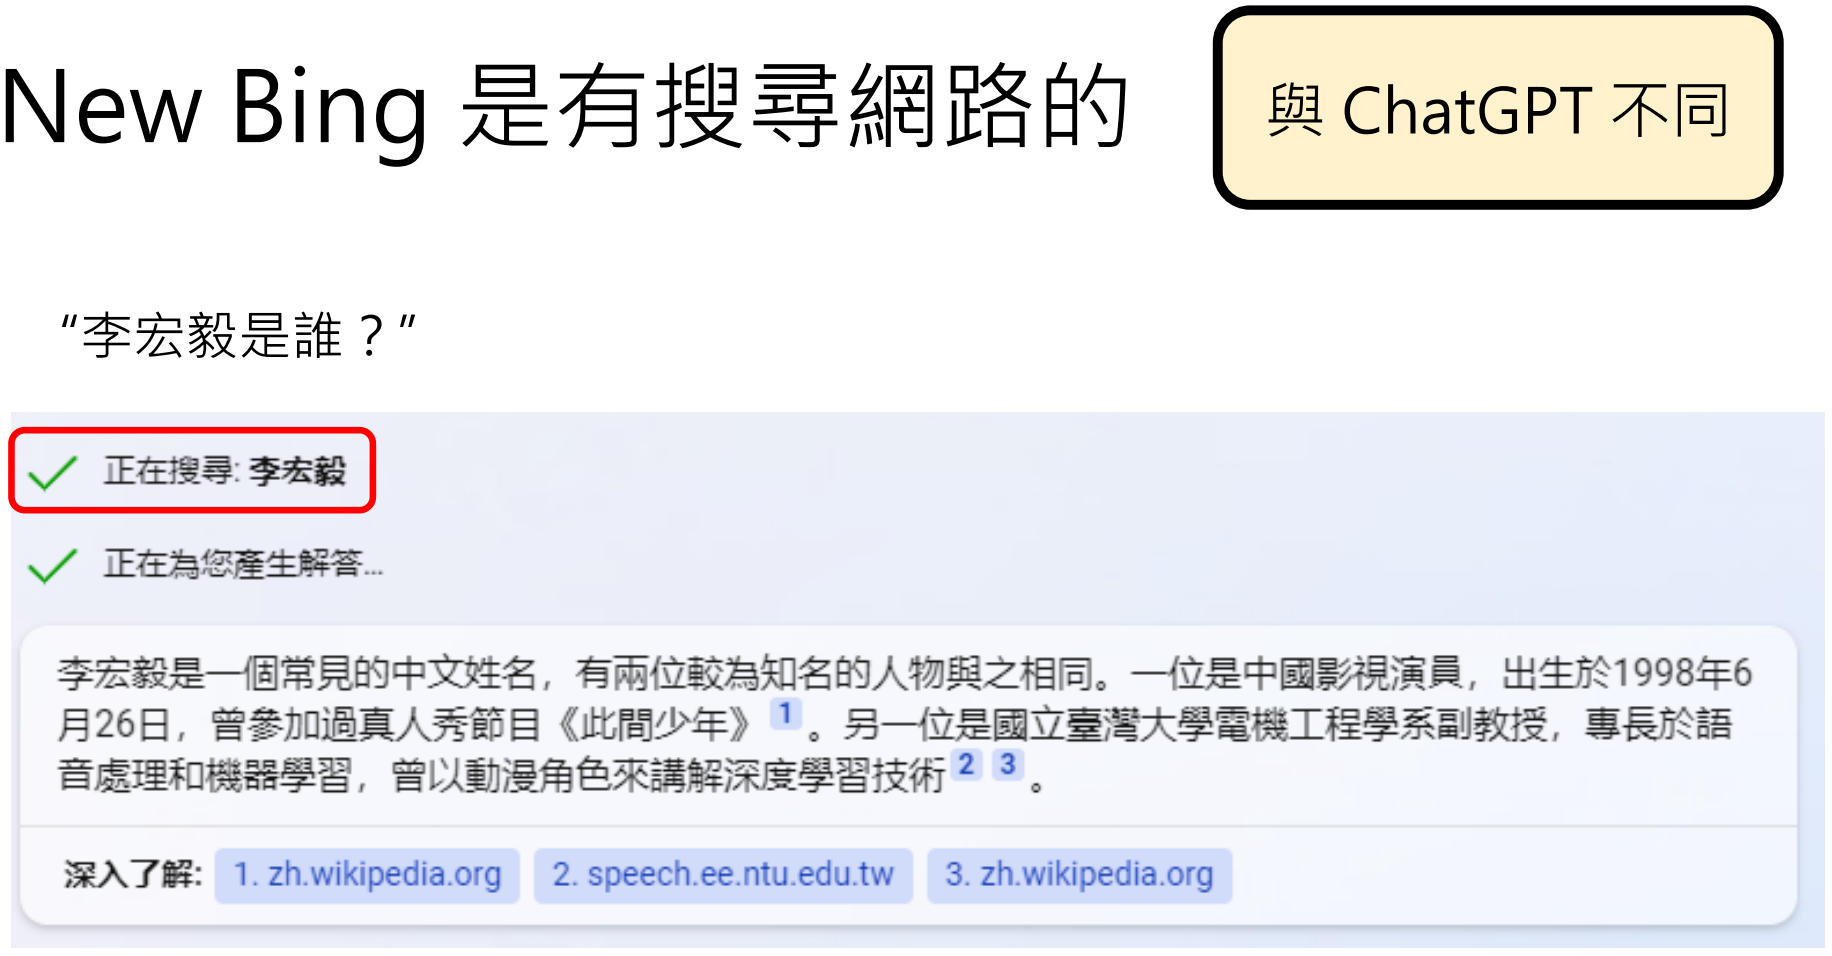 New Bing 是有搜尋網路的
與 ChatGPT 不同
“李宏毅是誰？”
正在搜尋: 李宏毅
正在為您產生解答...
李宏毅是一個常見的中文姓名，有兩位較為知名的人物與之相同。一位是中國影視演員，出生於1998年6
月26日，曾參加過真人秀節目《此間少年》1。另一位是國立臺灣大學電機工程學系副教授，專長於語
音處理和機器學習，曾以動漫角色來講解深度學習技術2 3。
深入了解: 1. zh.wikipedia.org 2. speech.ee.ntu.edu.tw 3. zh.wikipedia.org